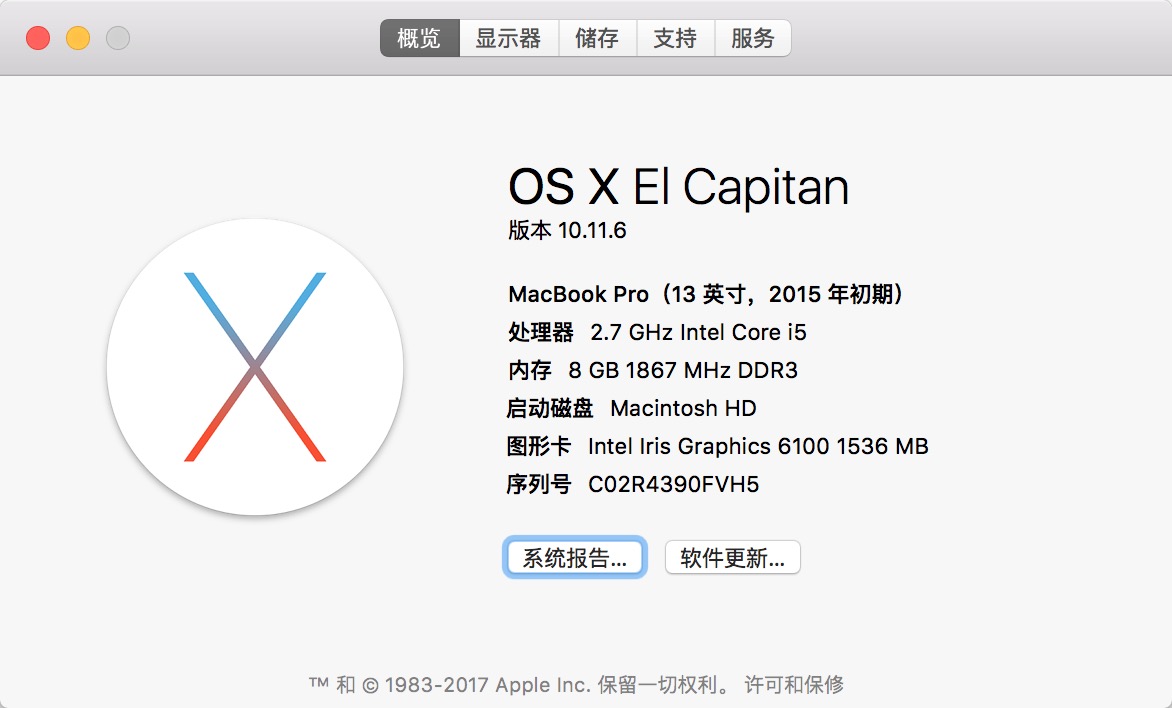 概览 显示器 储存 支持 服务
OS X El Capitan
版本 10.11.6
MacBook Pro（13 英寸，2015 年初期）
处理器 2.7 GHz Intel Core i5
内存 8 GB 1867 MHz DDR3
启动磁盘 Macintosh HD
图形卡 Intel Iris Graphics 6100 1536 MB
序列号 C02R4390FVH5
系统报告... 软件更新...
™ 和 © 1983-2017 Apple Inc. 保留一切权利。 许可和保修